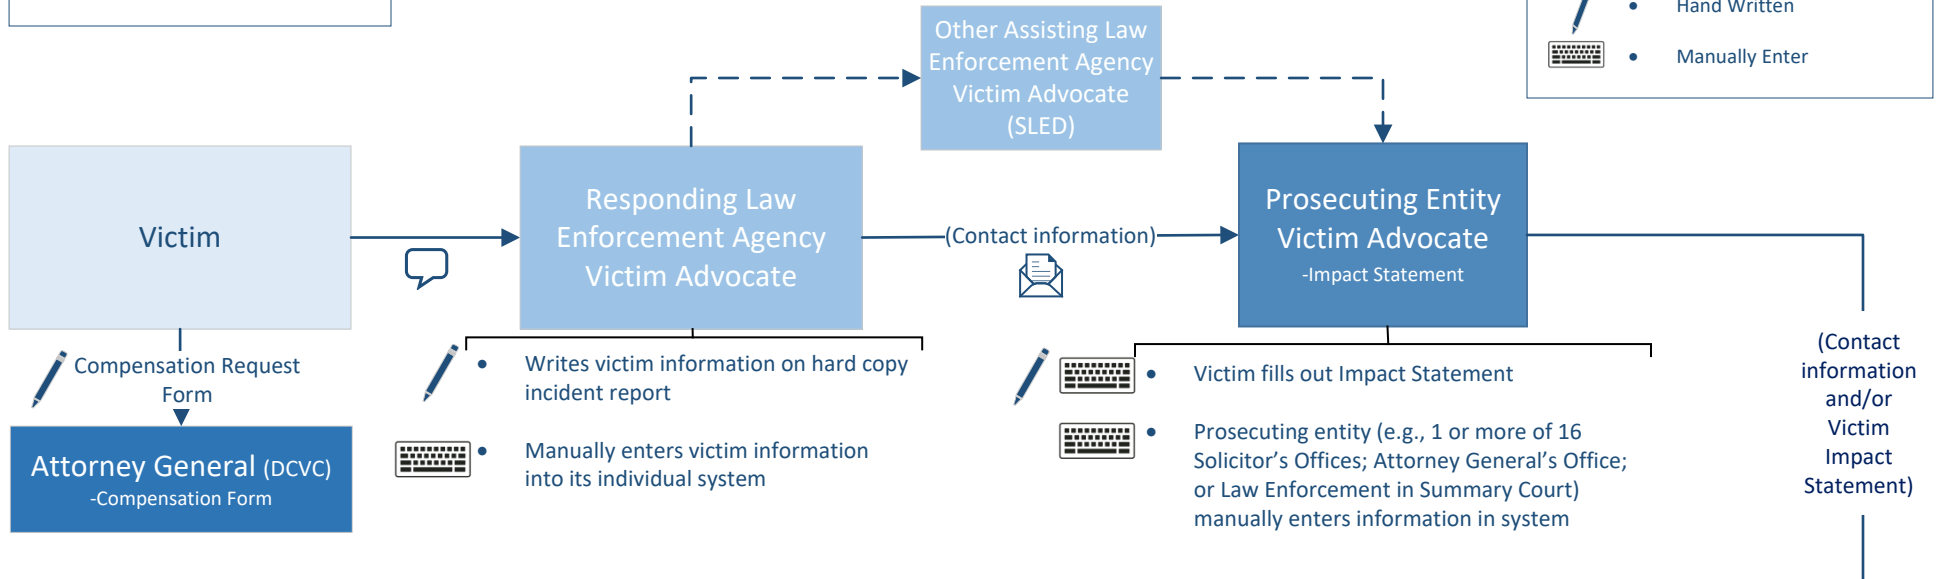 Other Assisting Law
Enforcement Agency
Victim Advocate
(SLED)
• Hand Written
• Manually Enter
Victim
Responding Law
Enforcement Agency
Victim Advocate
(Contact information)
Prosecuting Entity
Victim Advocate
-Impact Statement
Compensation Request
Form
Attorney General (DCVC)
-Compensation Form
• Writes victim information on hard copy
incident report
• Manually enters victim information
into its individual system
• Victim fills out Impact Statement
• Prosecuting entity (e.g., 1 or more of 16
Solicitor’s Offices; Attorney General’s Office;
or Law Enforcement in Summary Court)
manually enters information in system
(Contact
information
and/or
Victim
Impact
Statement)